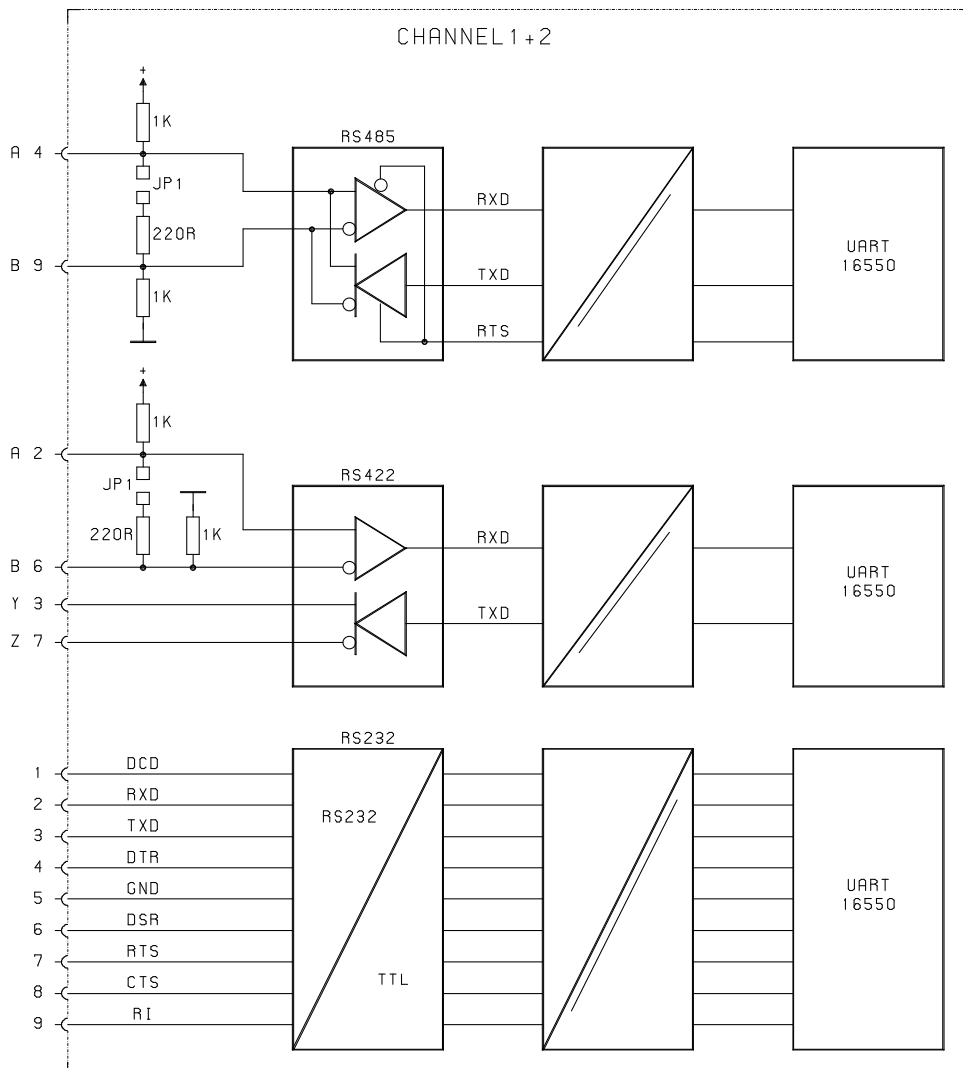 CHANNEL 1+2
+
1K
RS485
A 4
JP1
RXD
220R
UART
16550
B 9
TXD
1K
RTS
+
1K
A 2
RS422
JP1
RXD
220R
1K
B 6
UART
16550
Y 3
TXD
Z 7
RS232
1 DCD
2 RXD
RS232
3 TXD
4 DTR
5 GND
UART
16550
6 DSR
7 RTS
TTL
8 CTS
9 RI